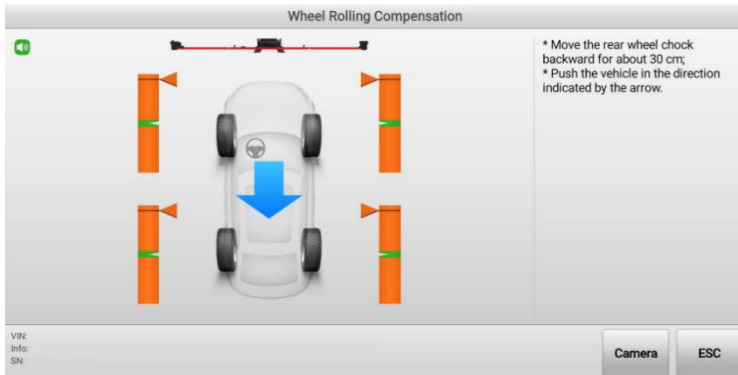 Wheel Rolling Compensation
* Move the rear wheel chock
backward for about 30 cm;
* Push the vehicle in the direction
indicated by the arrow.
VIN:
Info:
SN:
Camera
ESC